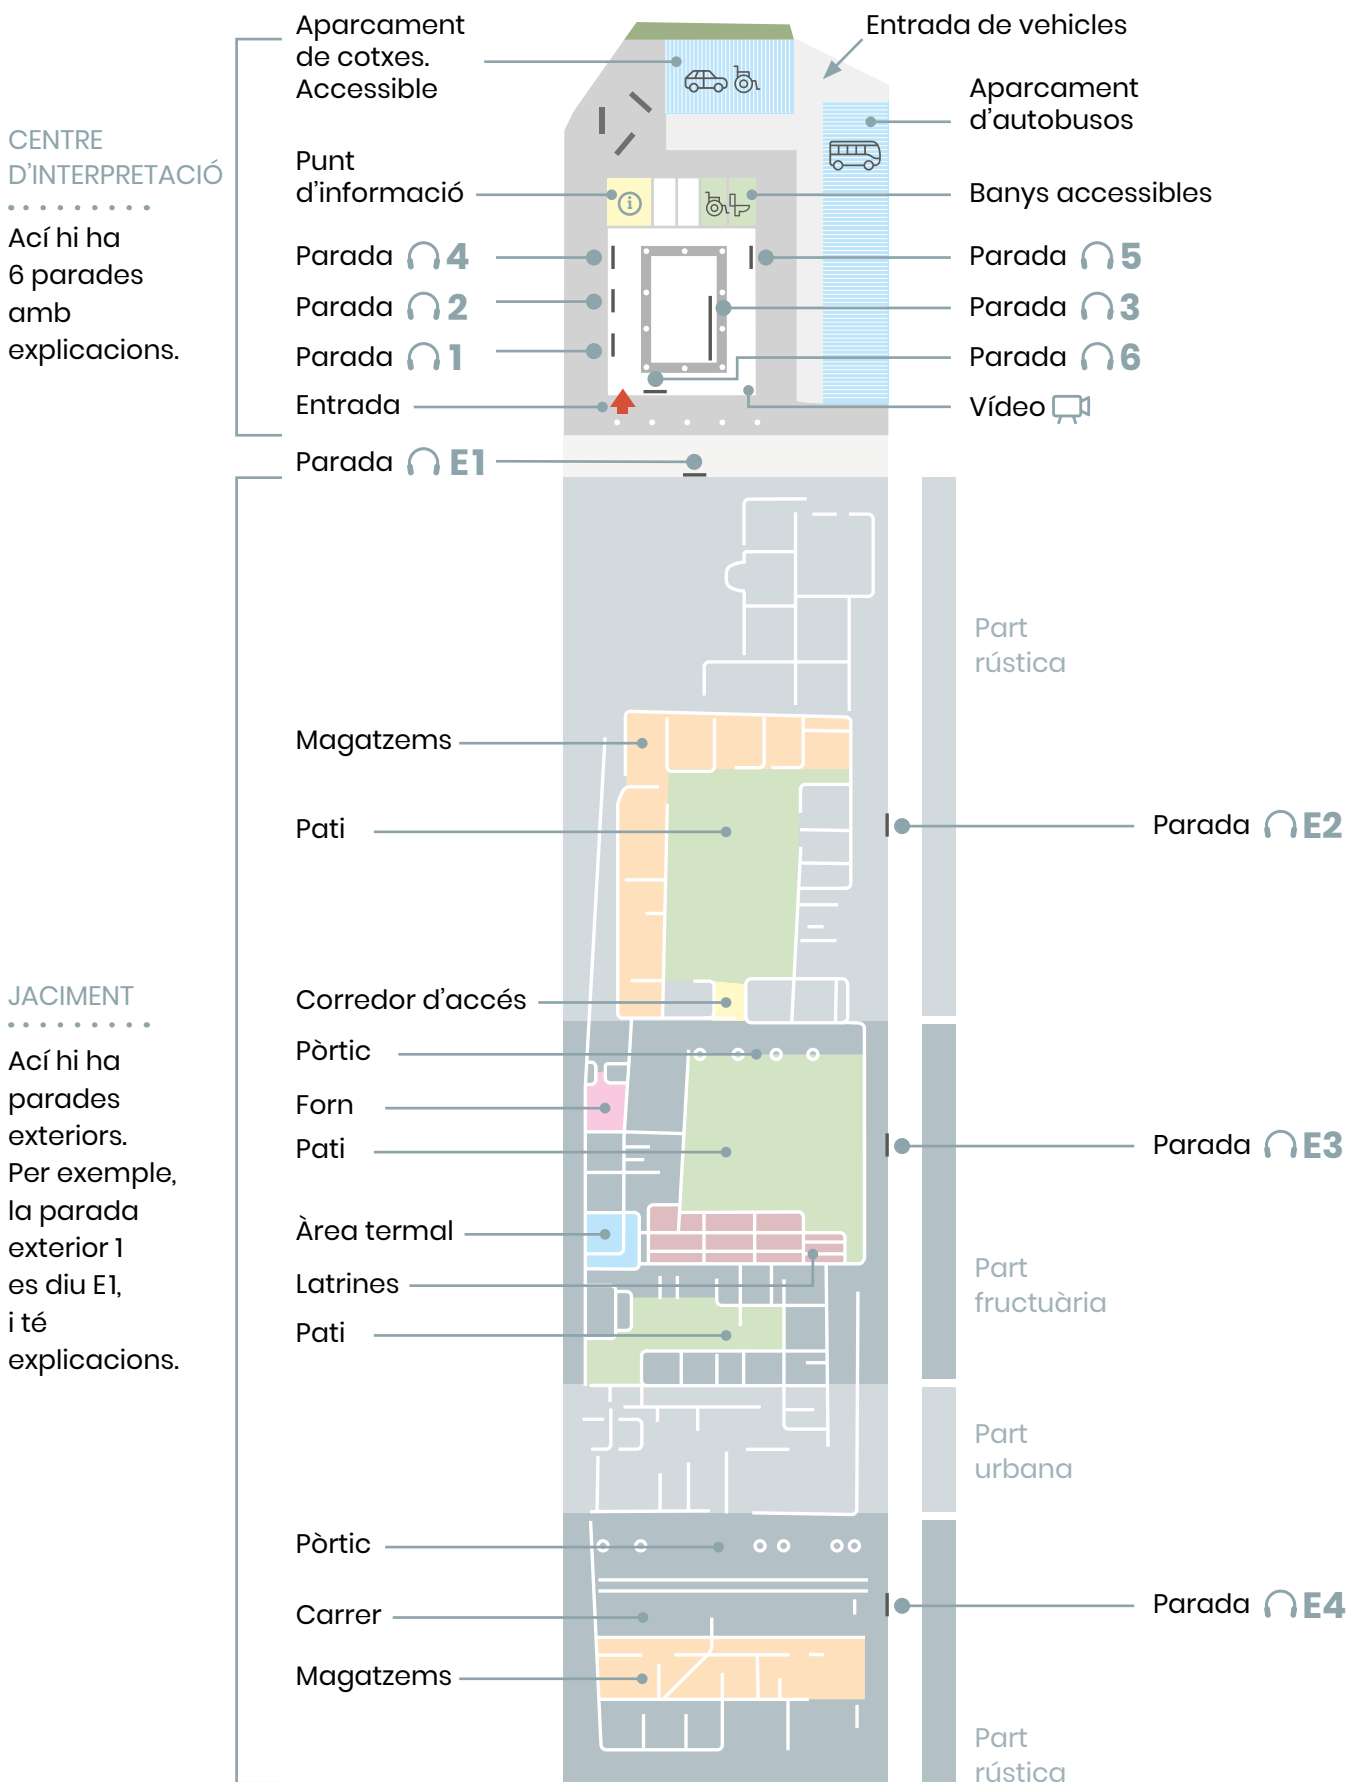 Aparcament
de cotxes.
Accessible
Entrada de vehicles
Aparcament
d'autobusos
CENTRE
D'INTERPRETACIÓ
Ací hi ha
6 parades
amb
explicacions.
Punt
d'informació
Banys accessibles
Parada 4
Parada 5
Parada 2
Parada 3
Parada 1
Parada 6
Entrada
Vídeo
Parada E1
Part
rústica
Magatzems
Pati
Parada E2
JACIMENT
Ací hi ha
parades
exteriors.
Per exemple,
la parada
exterior 1
es diu E1,
i té
explicacions.
Corredor d'accés
Pòrtic
Forn
Pati
Parada E3
Àrea termal
Latrines
Pati
Part
fructuària
Part
urbana
Pòrtic
Carrer
Parada E4
Magatzems
Part
rústica